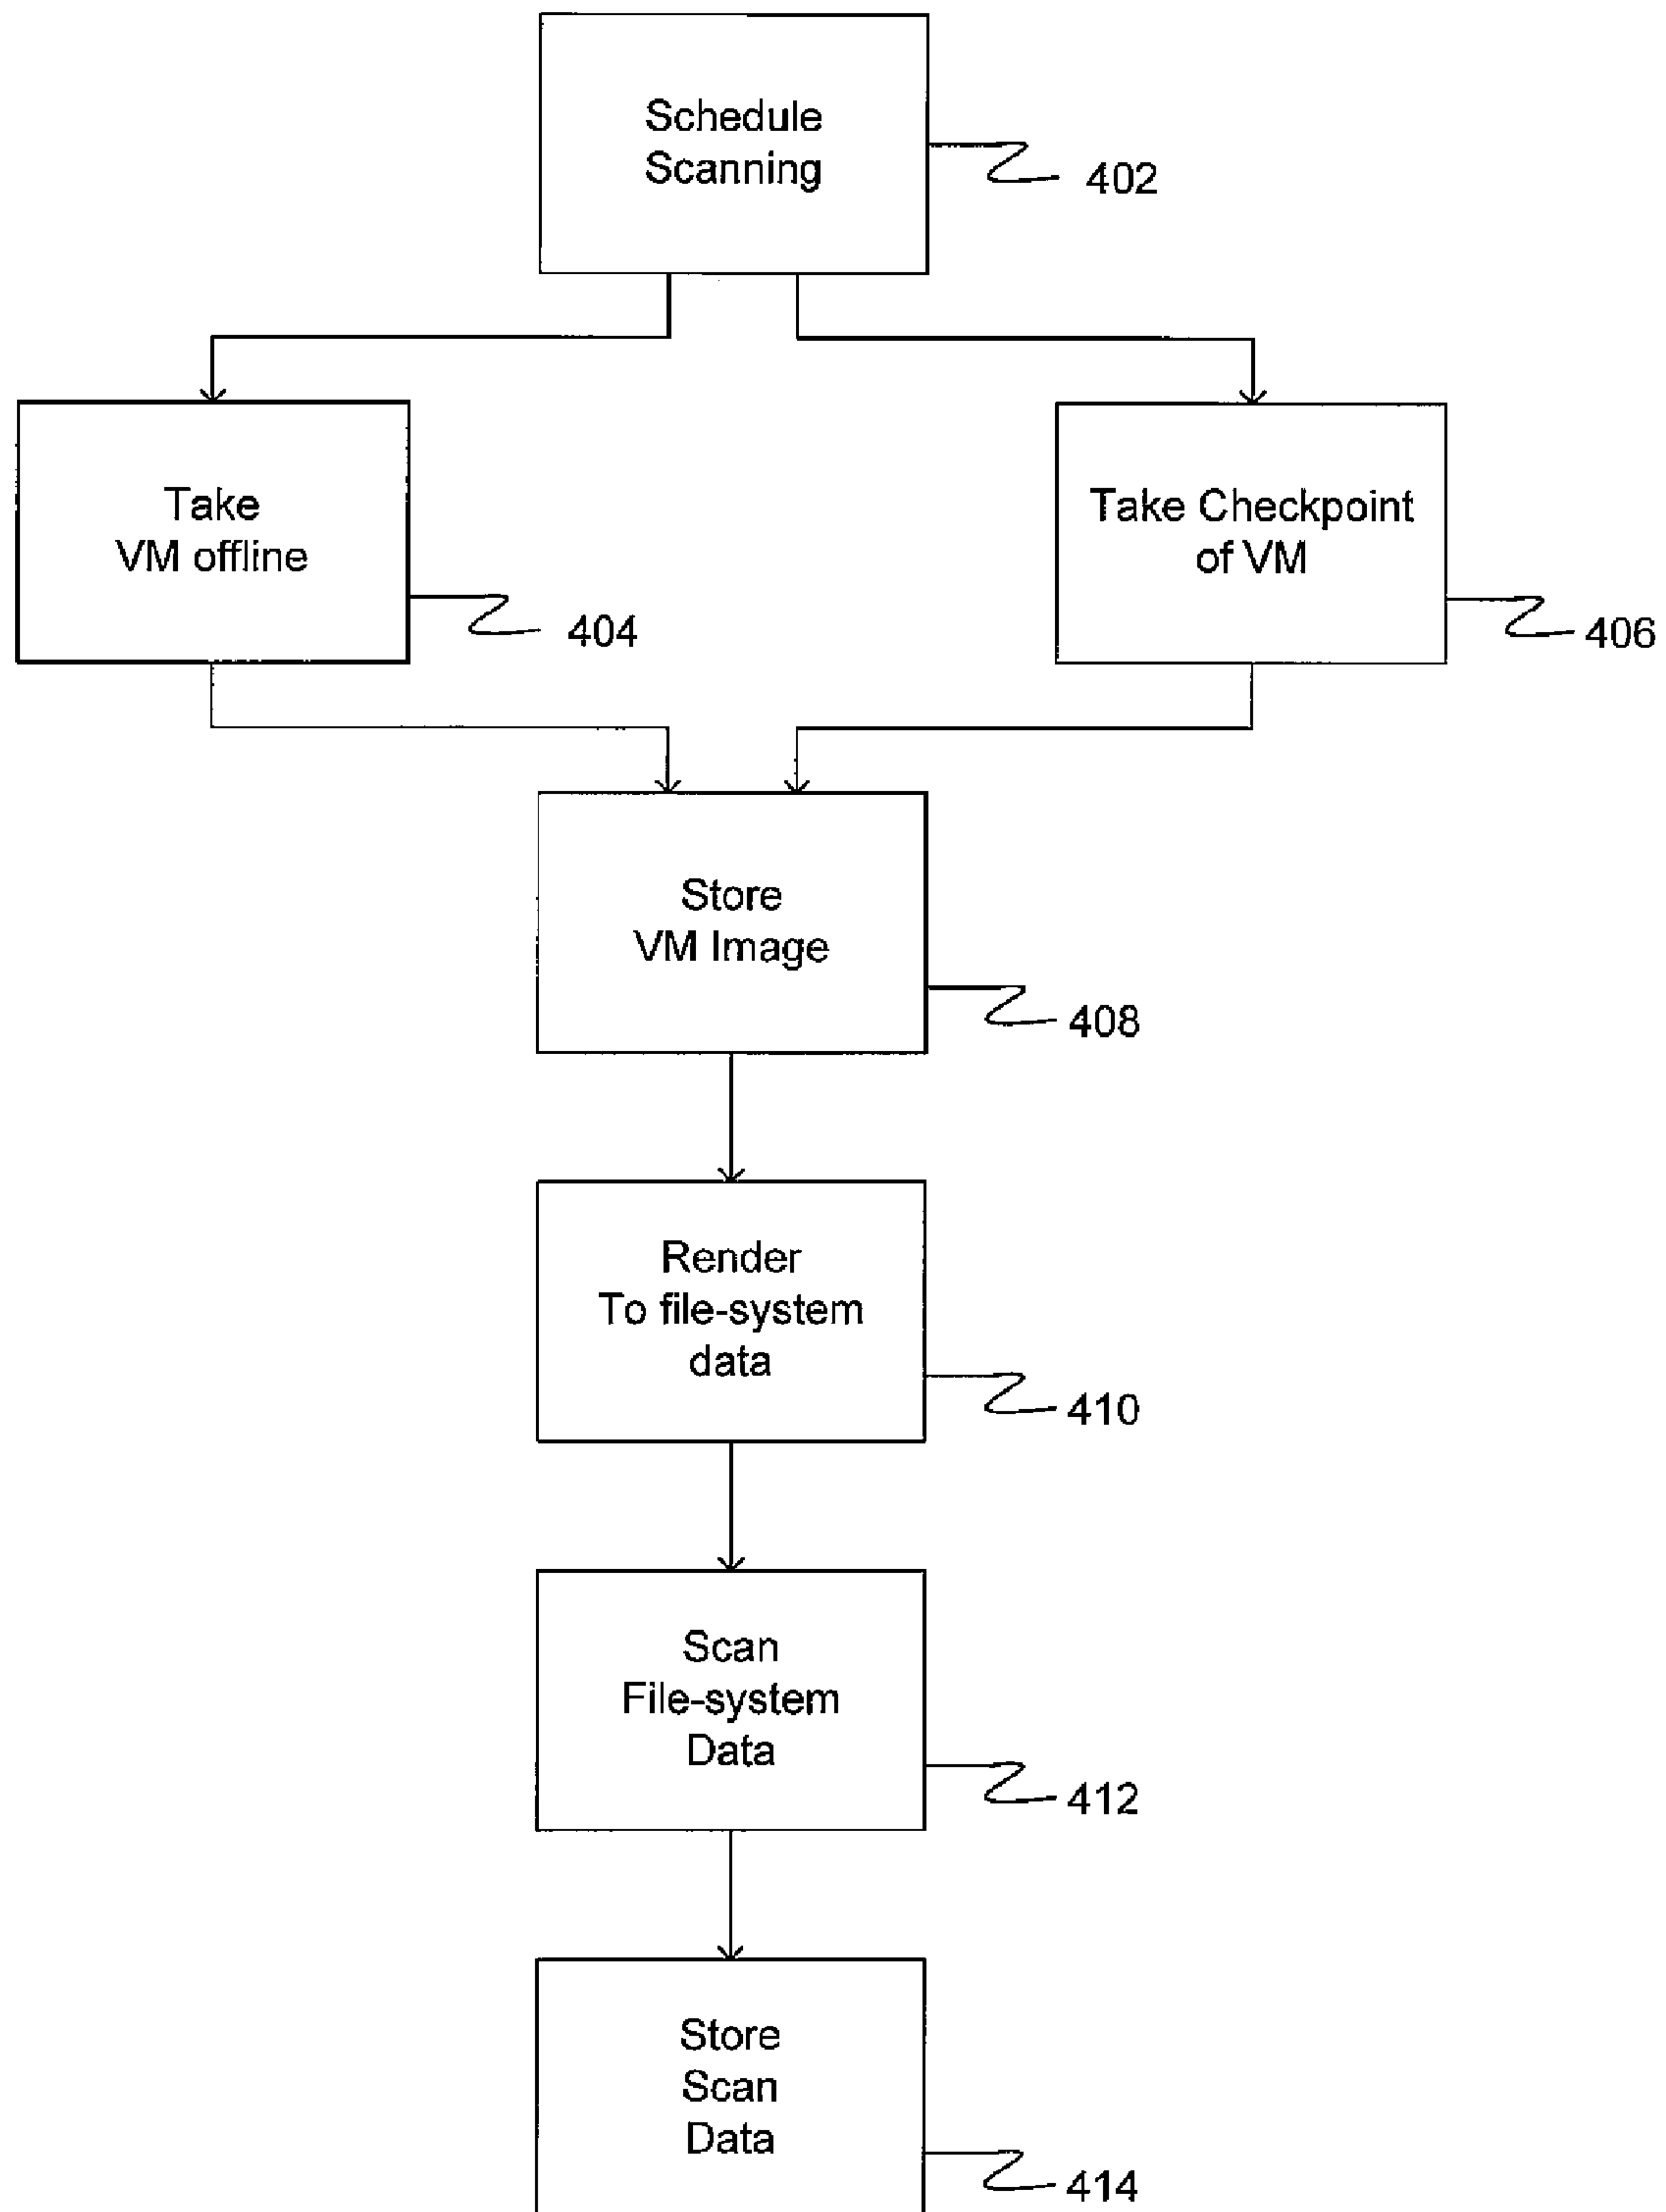 Schedule
Scanning
402
Take
VM offline
404
Take Checkpoint
of VM
406
Store
VM Image
408
Render
To file-system
data
410
Scan
File-system
Data
412
Store
Scan
Data
414